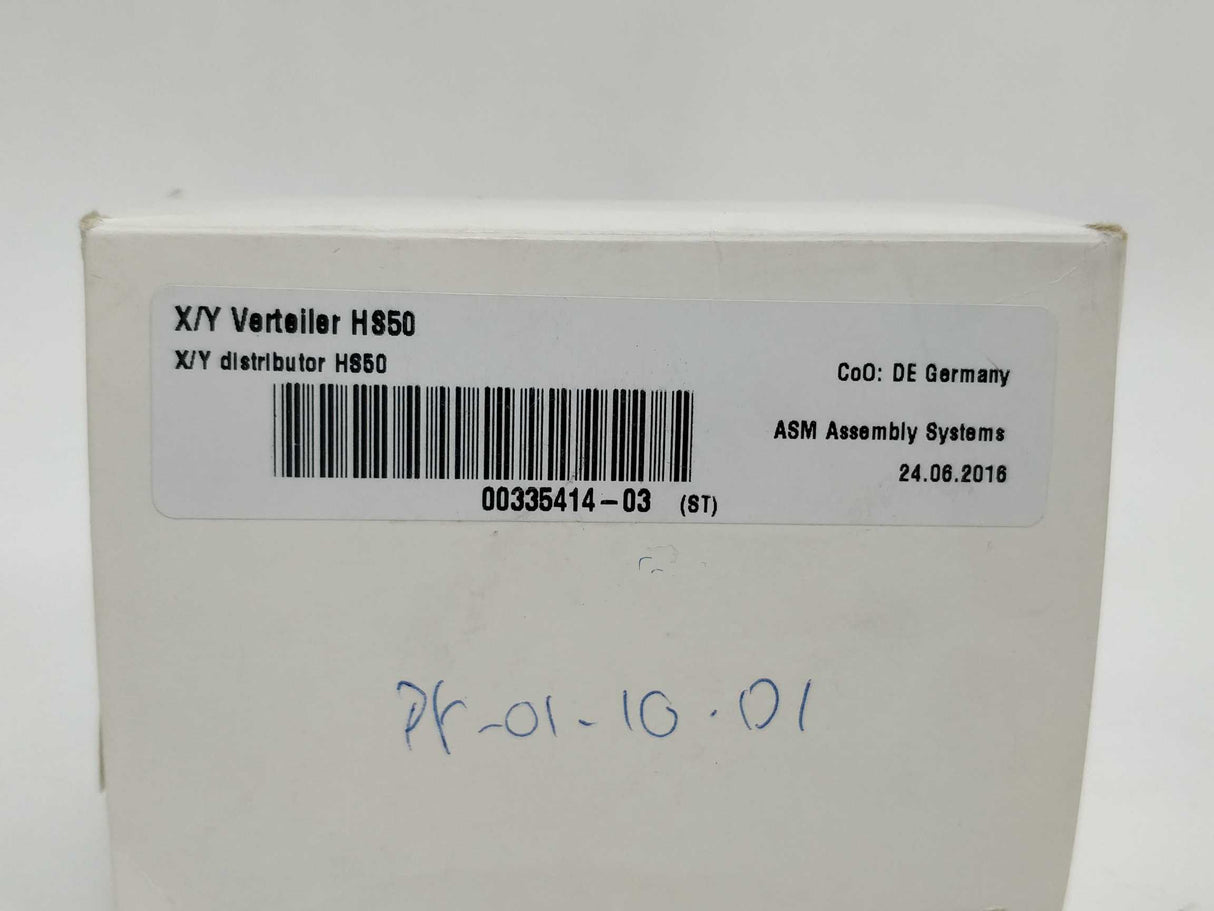 X/Y Verteiler HS50
X/Y distributor HS50
CoO: DE Germany
ASM Assembly Systems
24.06.2016
00335414-03 (ST)
-01-10.01